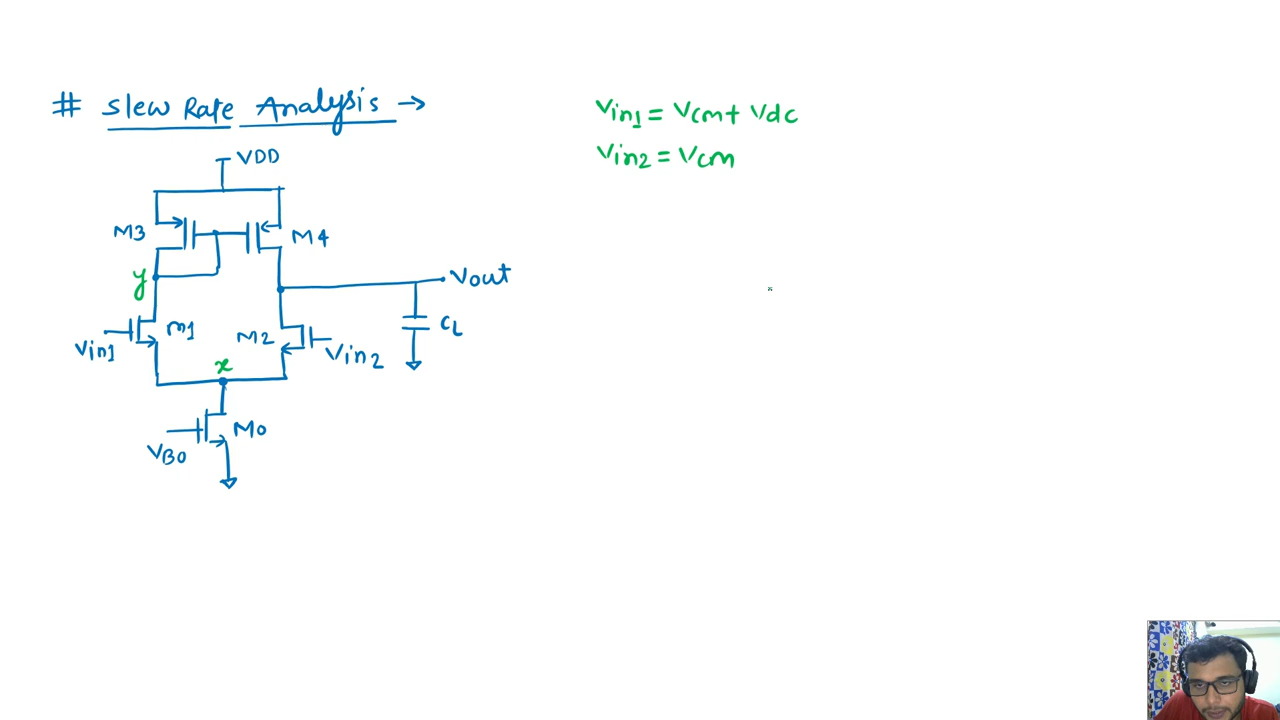 # Slew Rate Analysis →
Vin1 = Vcm + Vdc
Vin2 = Vcm
VDD
M3
M4
y
Vout
M1
M2
CL
Vin1
Vin2
x
M0
VB0